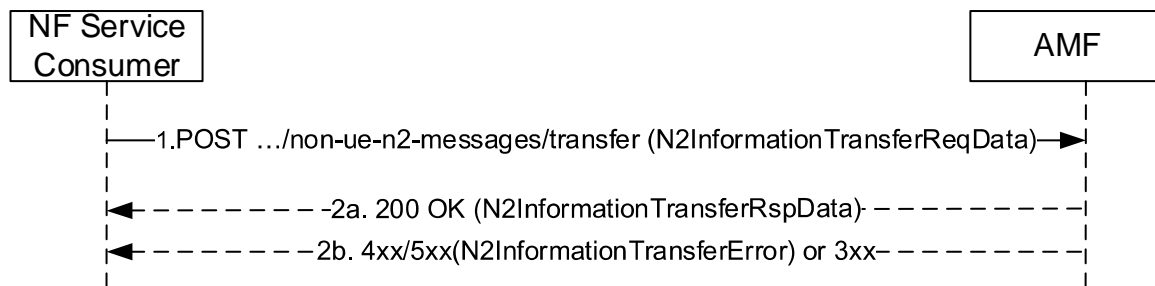 NF Service
Consumer
AMF
1.POST …/non-ue-n2-messages/transfer (N2InformationTransferReqData)
2a. 200 OK (N2InformationTransferRspData)
2b. 4xx/5xx(N2InformationTransferError) or 3xx